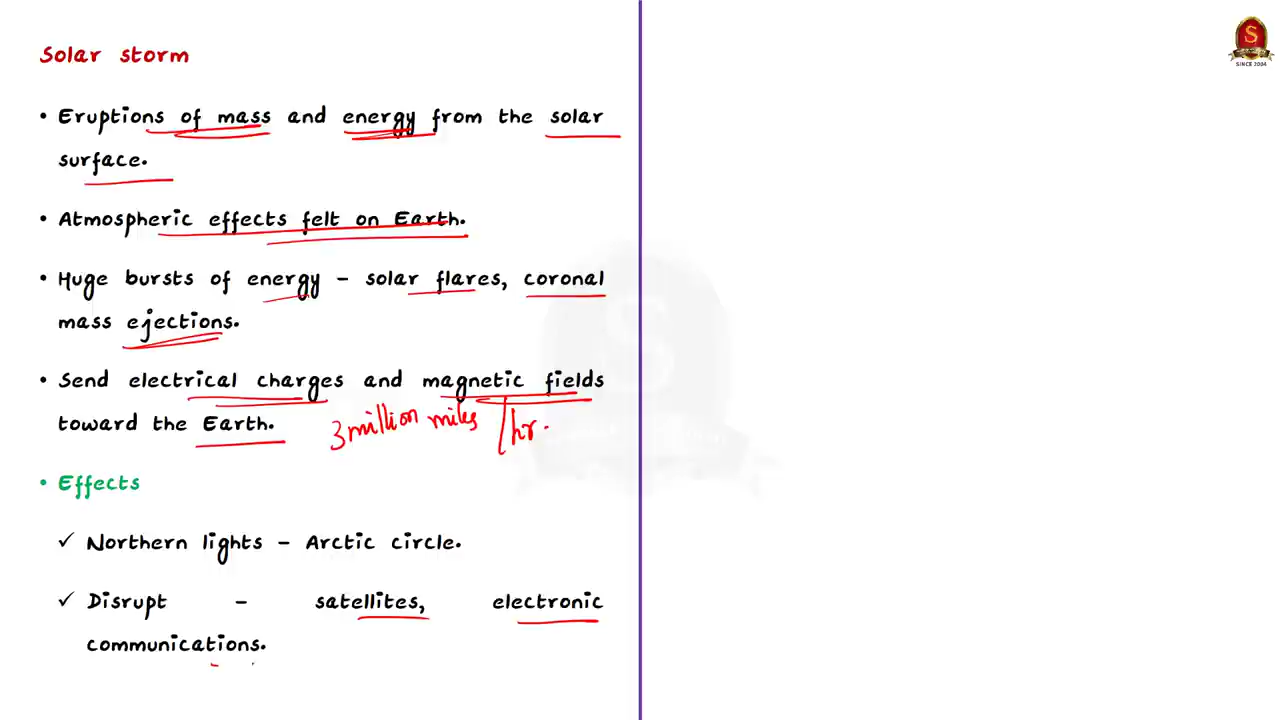 Solar storm
• Eruptions of mass and energy from the solar
surface.
• Atmospheric effects felt on Earth.
• Huge bursts of energy – solar flares, coronal
mass ejections.
• Send electrical charges and magnetic fields
toward the Earth. 3 million miles /hr.
• Effects
✓ Northern lights – Arctic circle.
✓ Disrupt – satellites, electronic
communications.
S
SINCE 2004